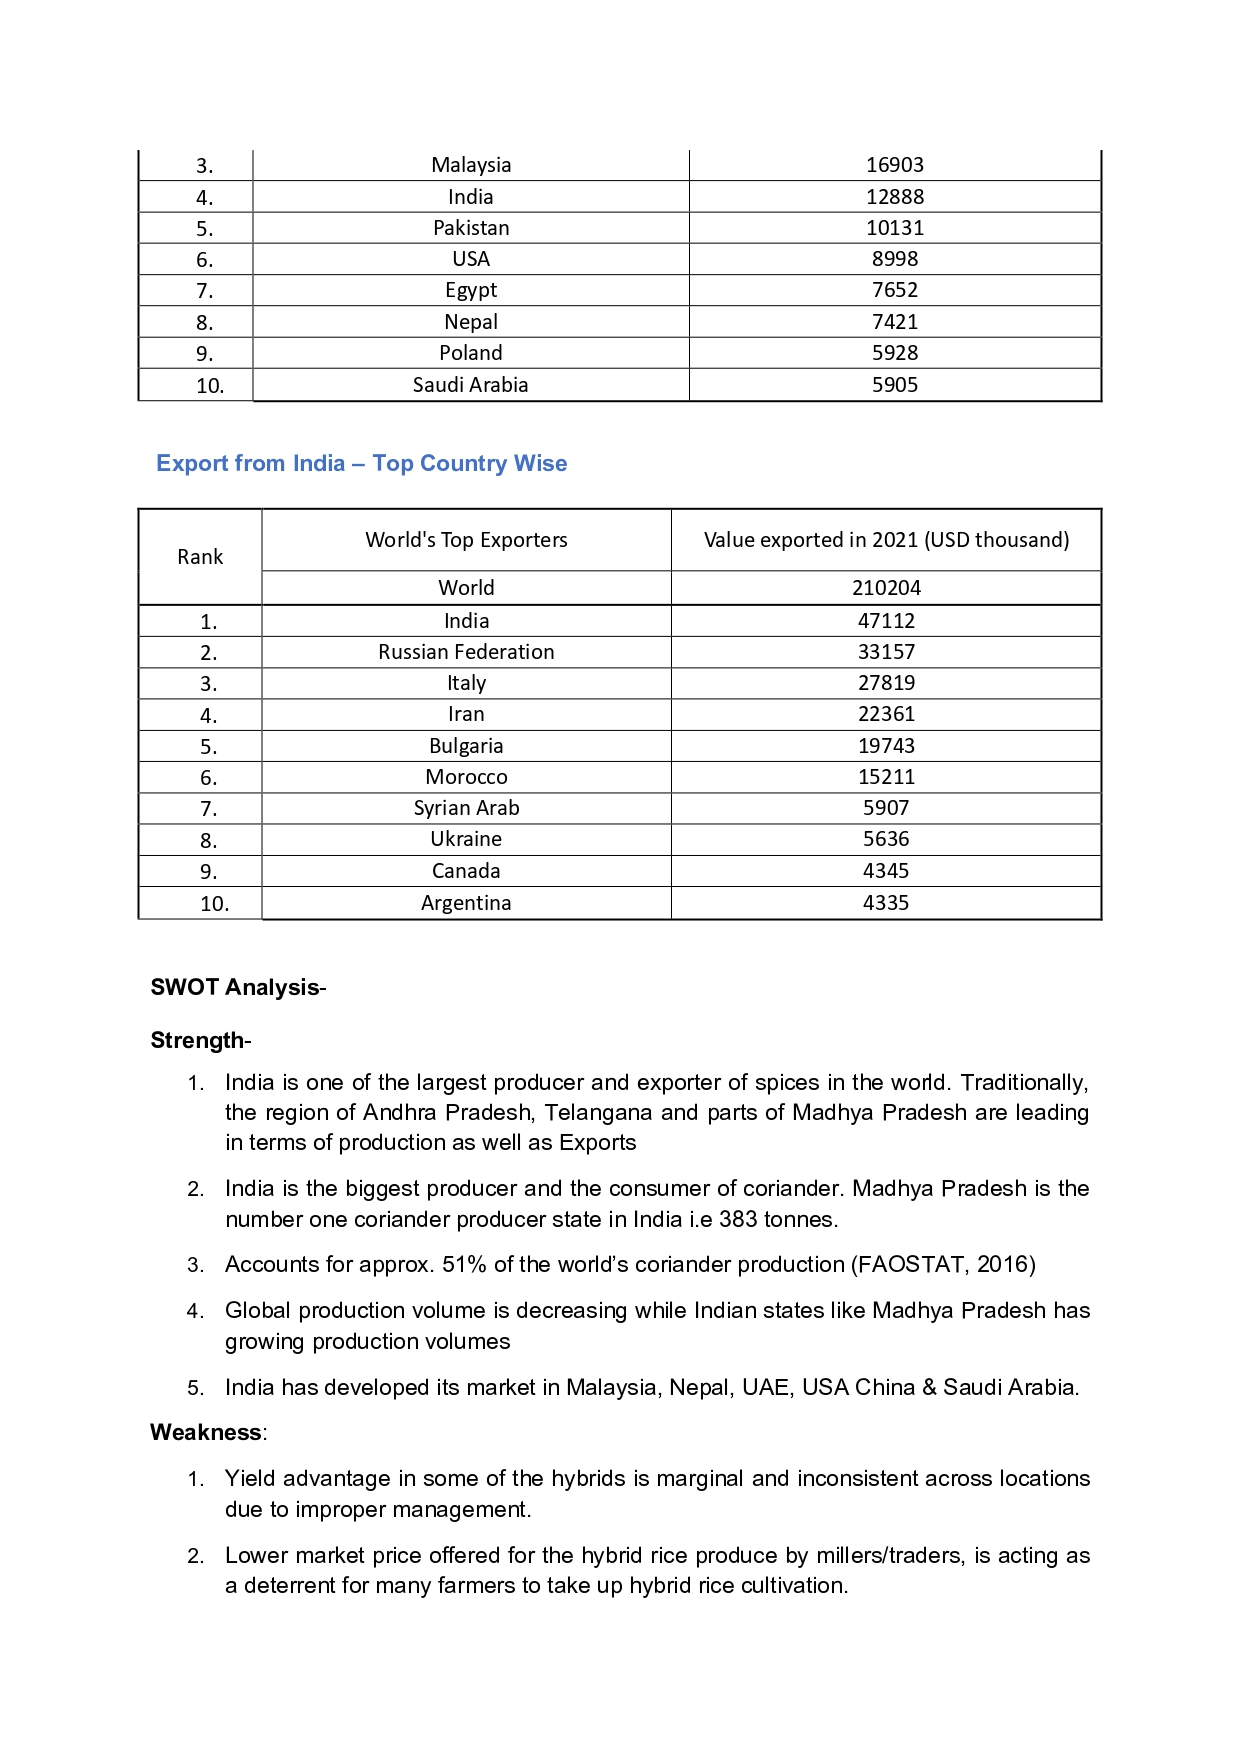 3. Malaysia 16903
4. India 12888
5. Pakistan 10131
6. USA 8998
7. Egypt 7652
8. Nepal 7421
9. Poland 5928
10. Saudi Arabia 5905
Export from India – Top Country Wise
Rank World's Top Exporters Value exported in 2021 (USD thousand)
World 210204
1. India 47112
2. Russian Federation 33157
3. Italy 27819
4. Iran 22361
5. Bulgaria 19743
6. Morocco 15211
7. Syrian Arab 5907
8. Ukraine 5636
9. Canada 4345
10. Argentina 4335
SWOT Analysis-
Strength-
1. India is one of the largest producer and exporter of spices in the world. Traditionally,
the region of Andhra Pradesh, Telangana and parts of Madhya Pradesh are leading
in terms of production as well as Exports
2. India is the biggest producer and the consumer of coriander. Madhya Pradesh is the
number one coriander producer state in India i.e 383 tonnes.
3. Accounts for approx. 51% of the world’s coriander production (FAOSTAT, 2016)
4. Global production volume is decreasing while Indian states like Madhya Pradesh has
growing production volumes
5. India has developed its market in Malaysia, Nepal, UAE, USA China & Saudi Arabia.
Weakness:
1. Yield advantage in some of the hybrids is marginal and inconsistent across locations
due to improper management.
2. Lower market price offered for the hybrid rice produce by millers/traders, is acting as
a deterrent for many farmers to take up hybrid rice cultivation.